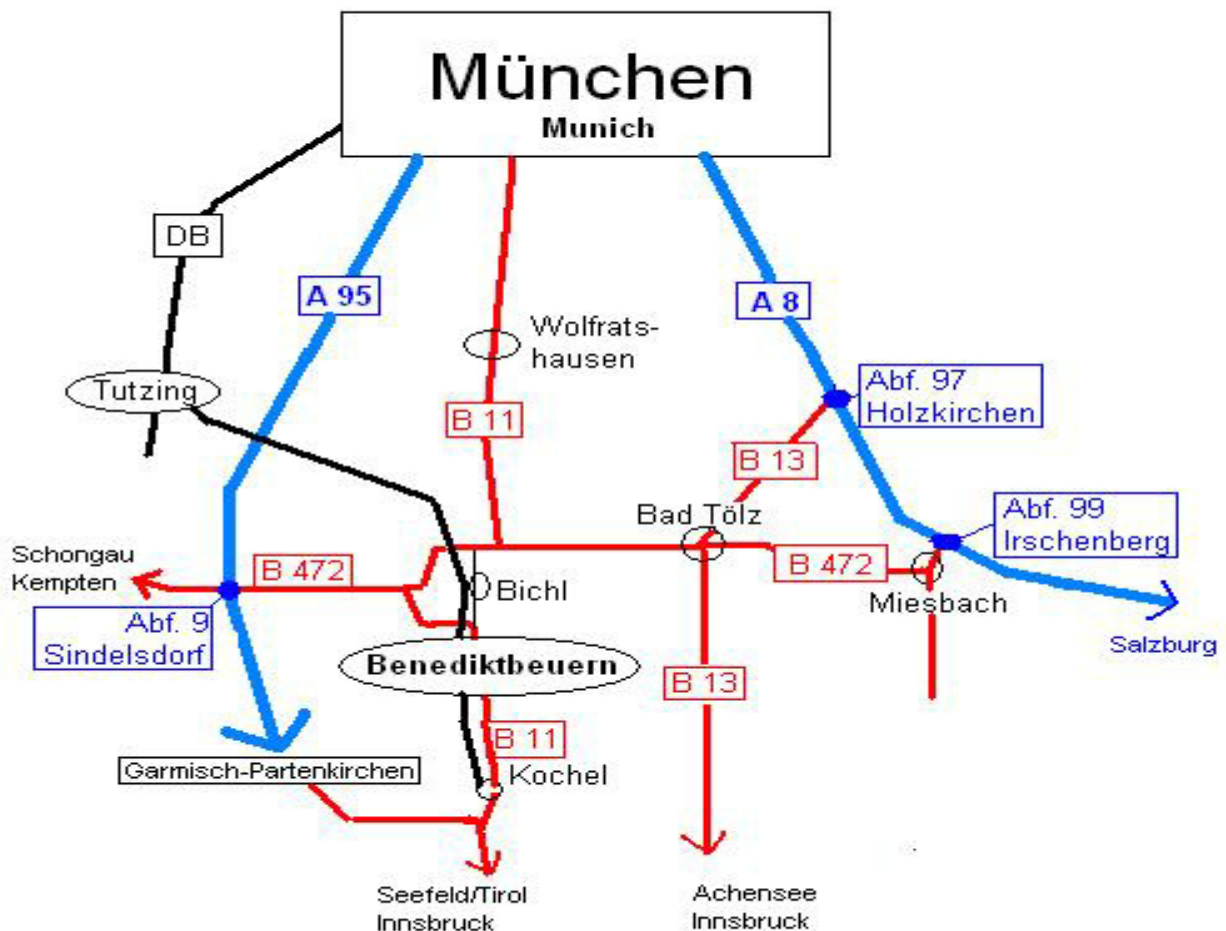 München
Munich
DB
A 95
A 8
Wolfrats-
hausen
Tutzing
Abf. 97
Holzkirchen
B 11
B 13
Bad Tölz
Abf. 99
Irschenberg
Schongau
Kempten
B 472
B 472
Bichl
Miesbach
Abf. 9
Sindelsdorf
Salzburg
Benediktbeuern
B 13
B 11
Garmisch-Partenkirchen
Kochel
Seefeld/Tirol
Innsbruck
Achensee
Innsbruck